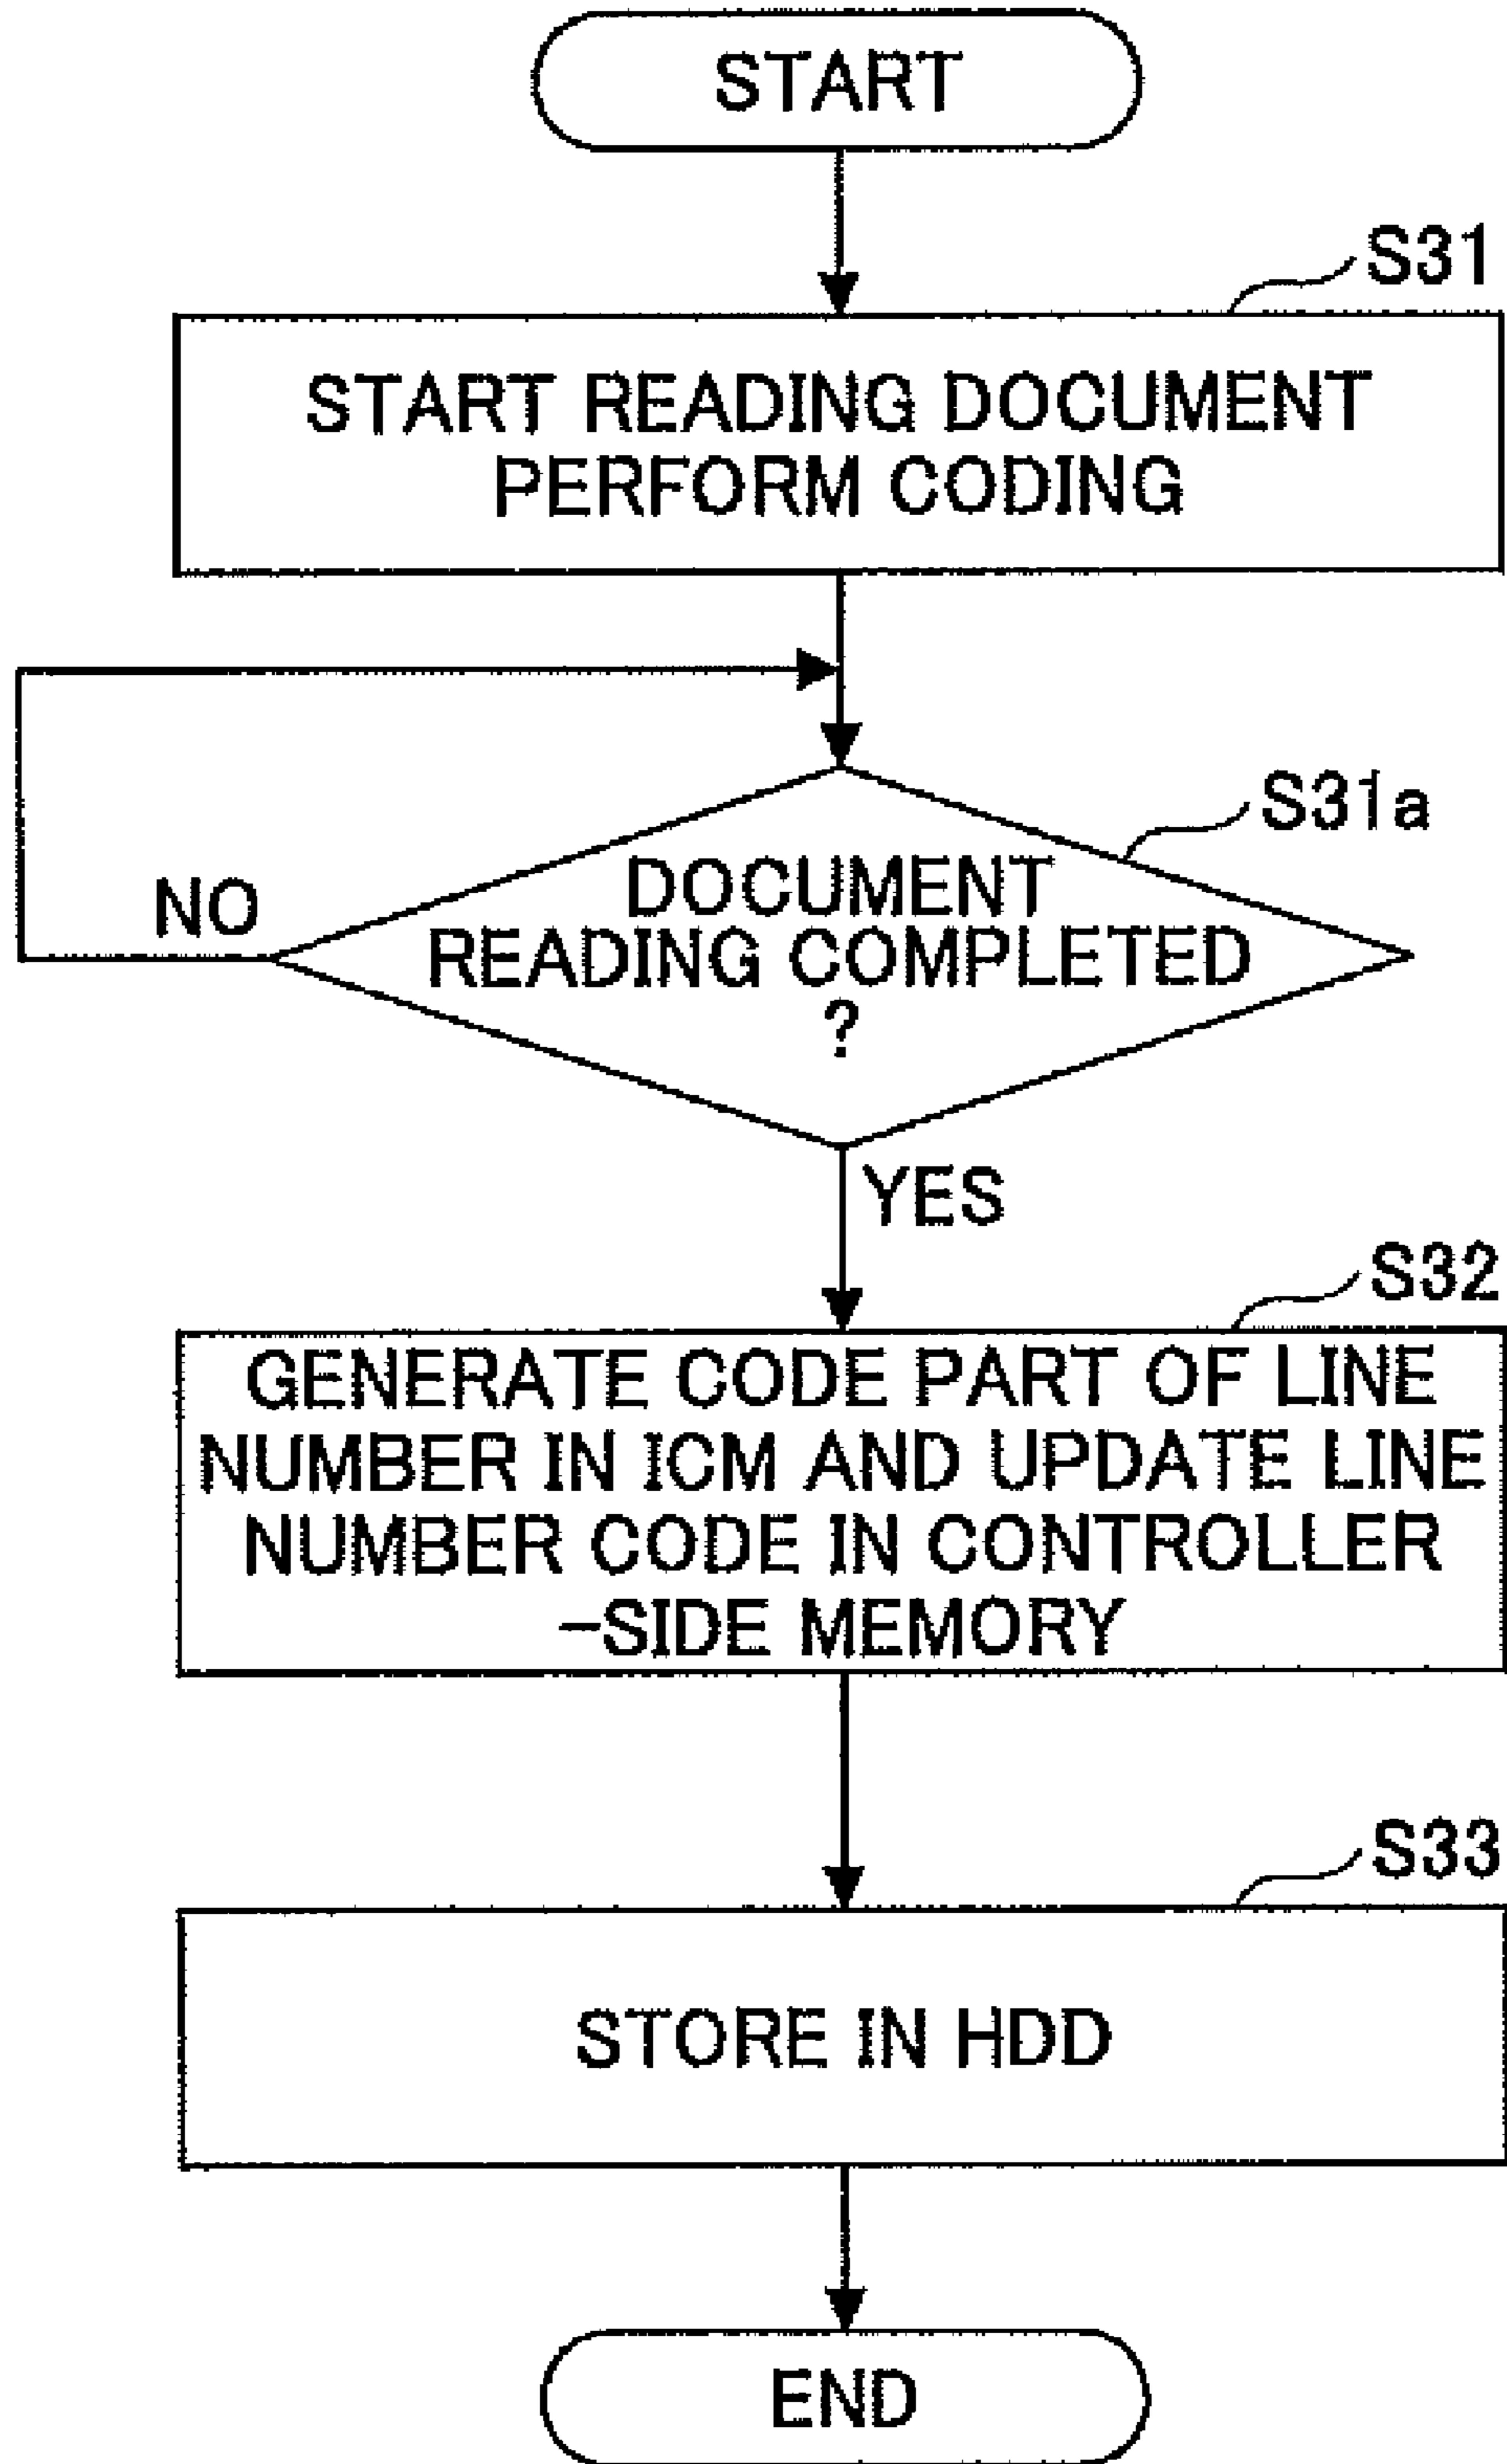 START
S31
START READING DOCUMENT
PERFORM CODING
S31a
DOCUMENT
READING COMPLETED
?
NO
YES
S32
GENERATE CODE PART OF LINE
NUMBER IN ICM AND UPDATE LINE
NUMBER CODE IN CONTROLLER
-SIDE MEMORY
S33
STORE IN HDD
END